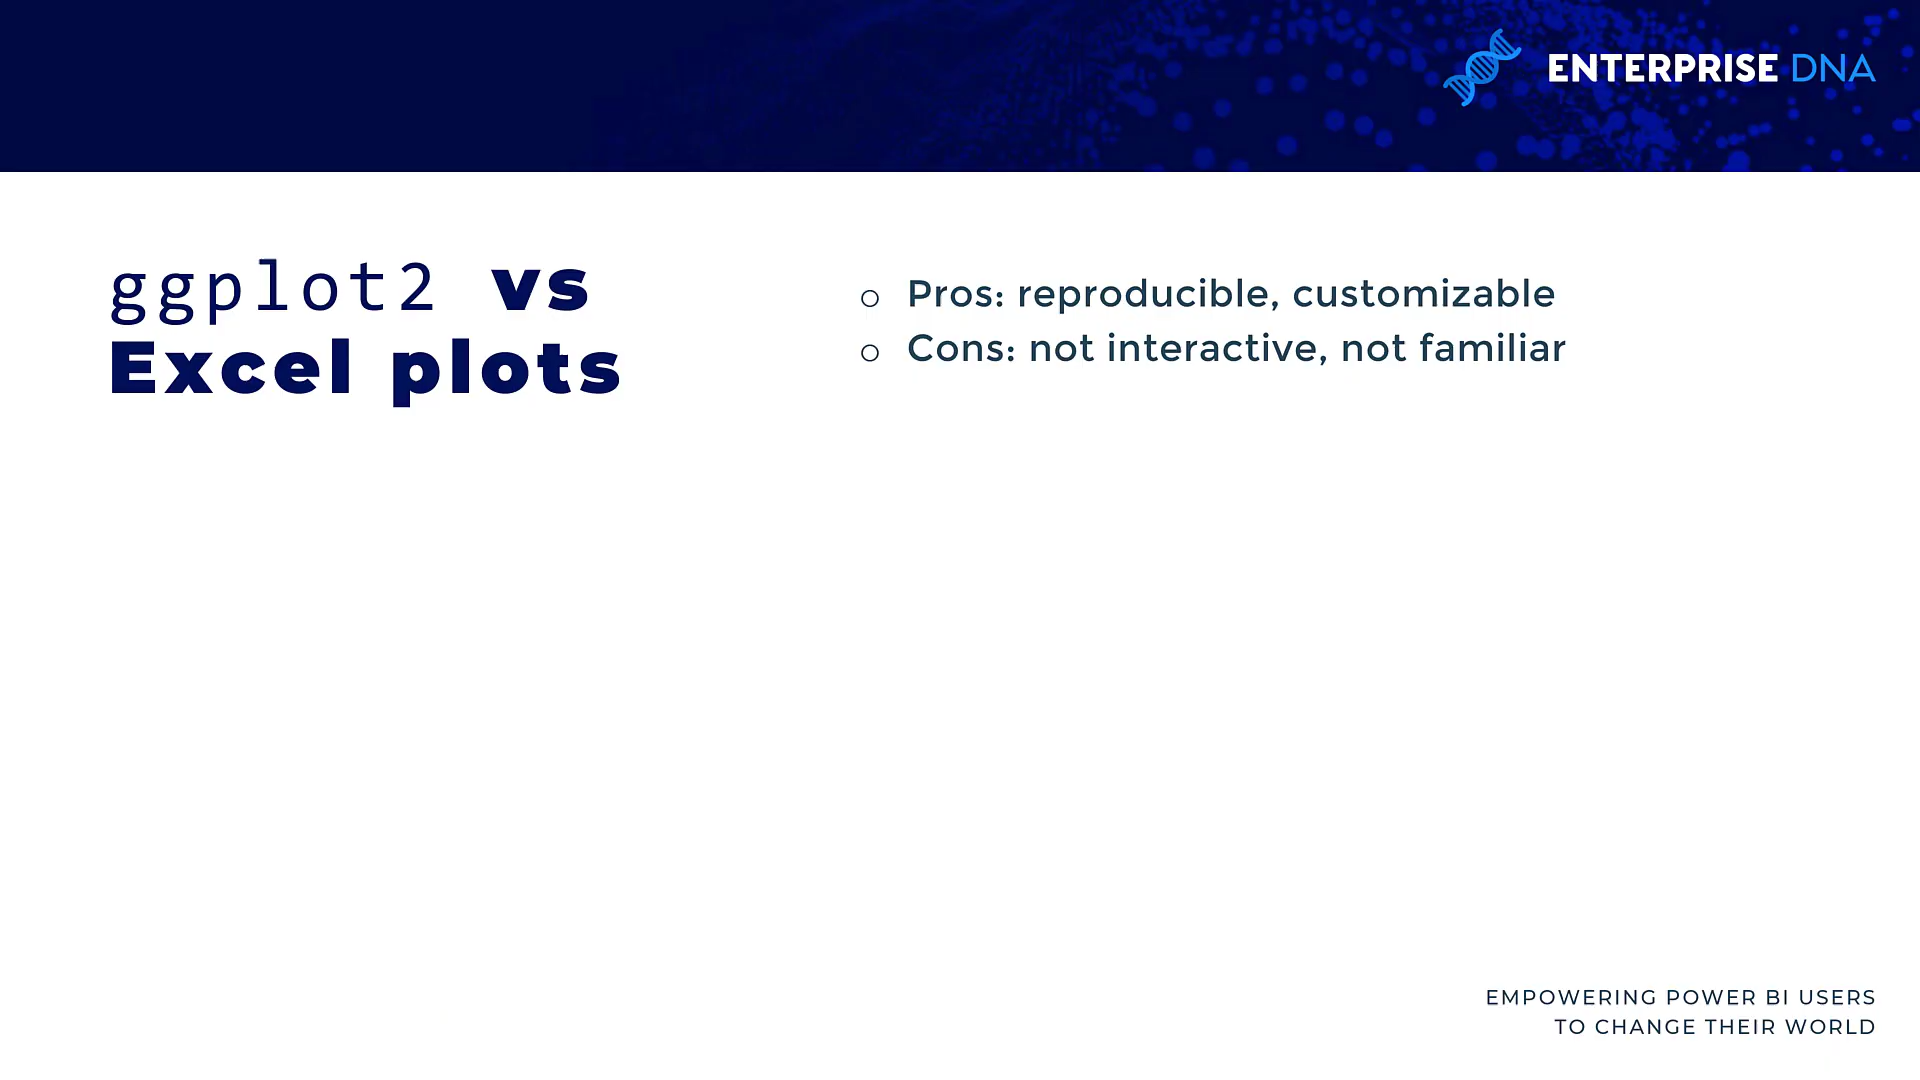 ENTERPRISE DNA
ggplot2 vs
Excel plots
○ Pros: reproducible, customizable
○ Cons: not interactive, not familiar
EMPOWERING POWER BI USERS
TO CHANGE THEIR WORLD